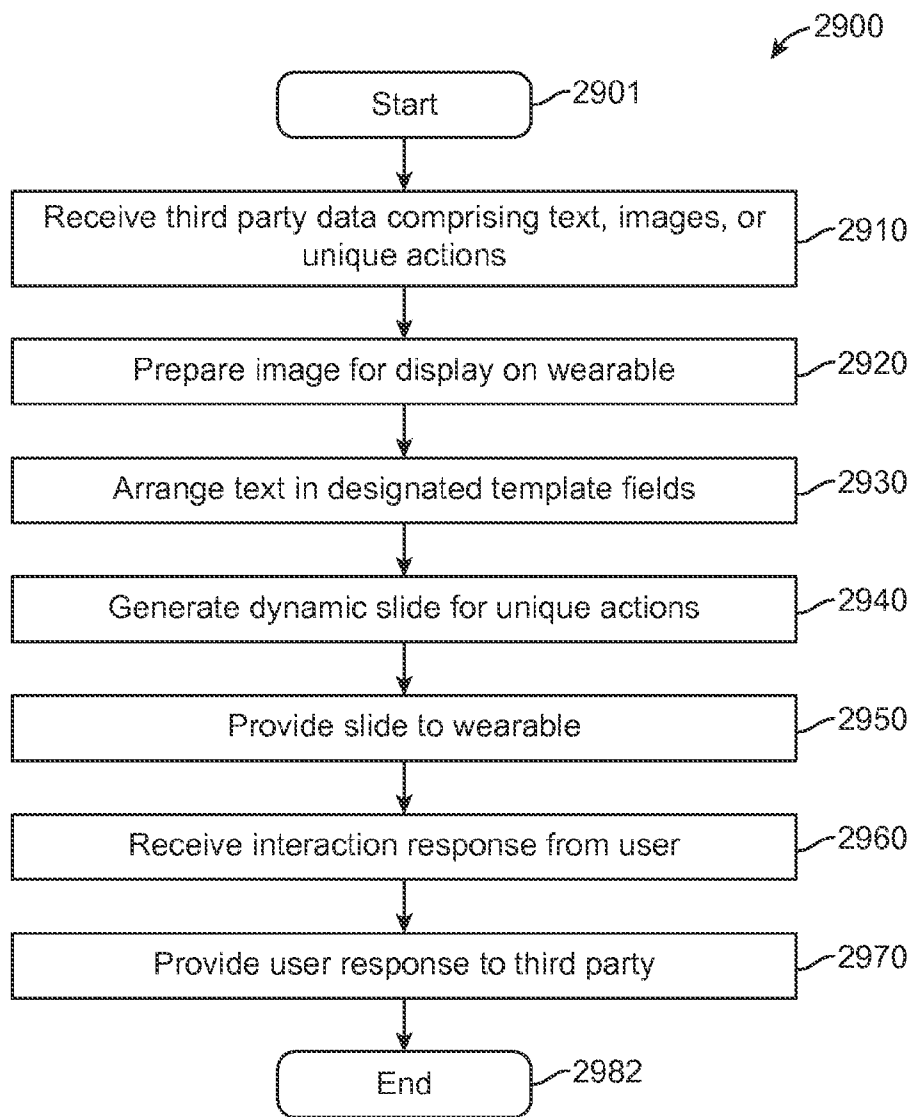 2900
Start
2901
Receive third party data comprising text, images, or
unique actions
2910
Prepare image for display on wearable
2920
Arrange text in designated template fields
2930
Generate dynamic slide for unique actions
2940
Provide slide to wearable
2950
Receive interaction response from user
2960
Provide user response to third party
2970
End
2982